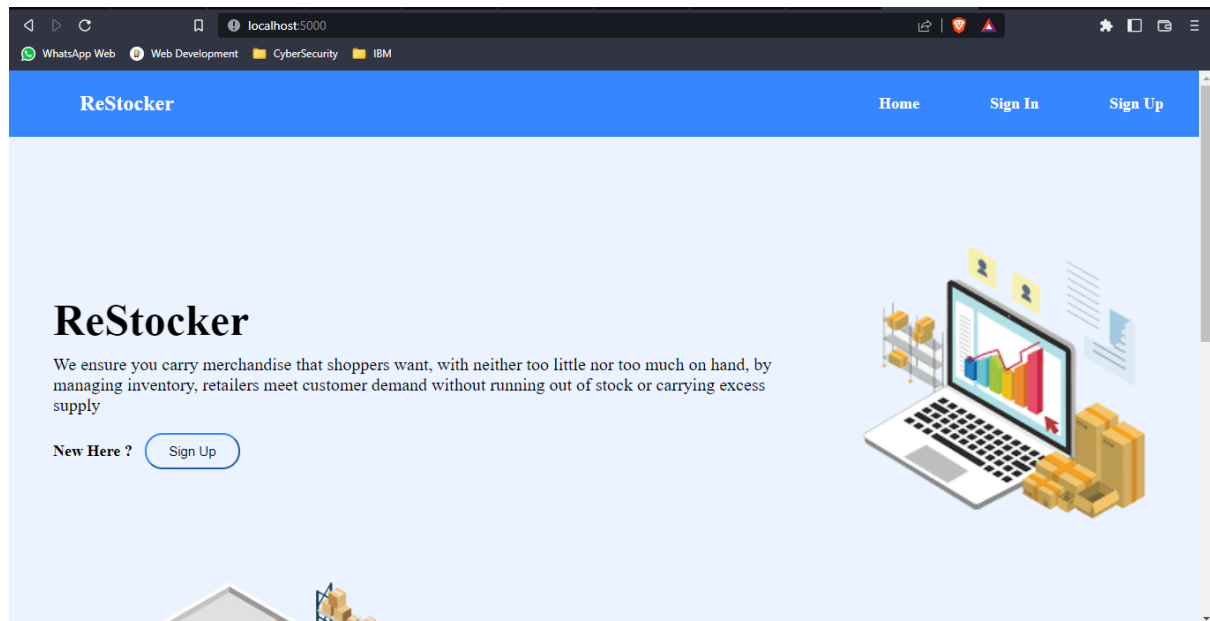 localhost:5000
WhatsApp Web Web Development CyberSecurity IBM
ReStocker Home Sign In Sign Up
ReStocker
We ensure you carry merchandise that shoppers want, with neither too little nor too much on hand, by
managing inventory, retailers meet customer demand without running out of stock or carrying excess
supply
New Here ? Sign Up